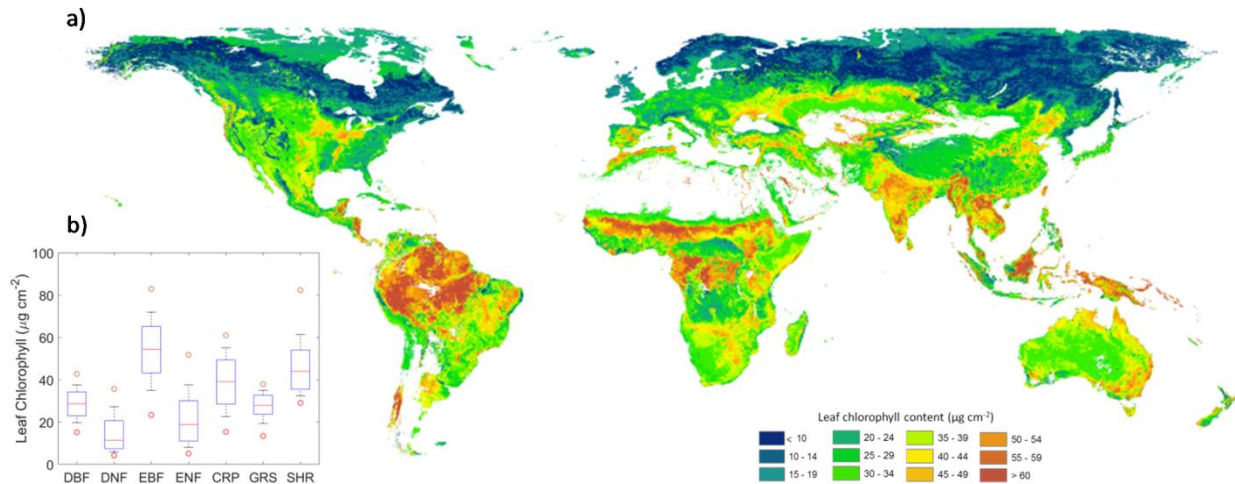 a)
b)
Leaf Chlorophyll (μg cm⁻²)
100
80
60
40
20
0
DBF DNF EBF ENF CRP GRS SHR
Leaf chlorophyll content (μg cm⁻²)
< 10 20 - 24 35 - 39 50 - 54
10 - 14 25 - 29 40 - 44 55 - 59
15 - 19 30 - 34 45 - 49 > 60